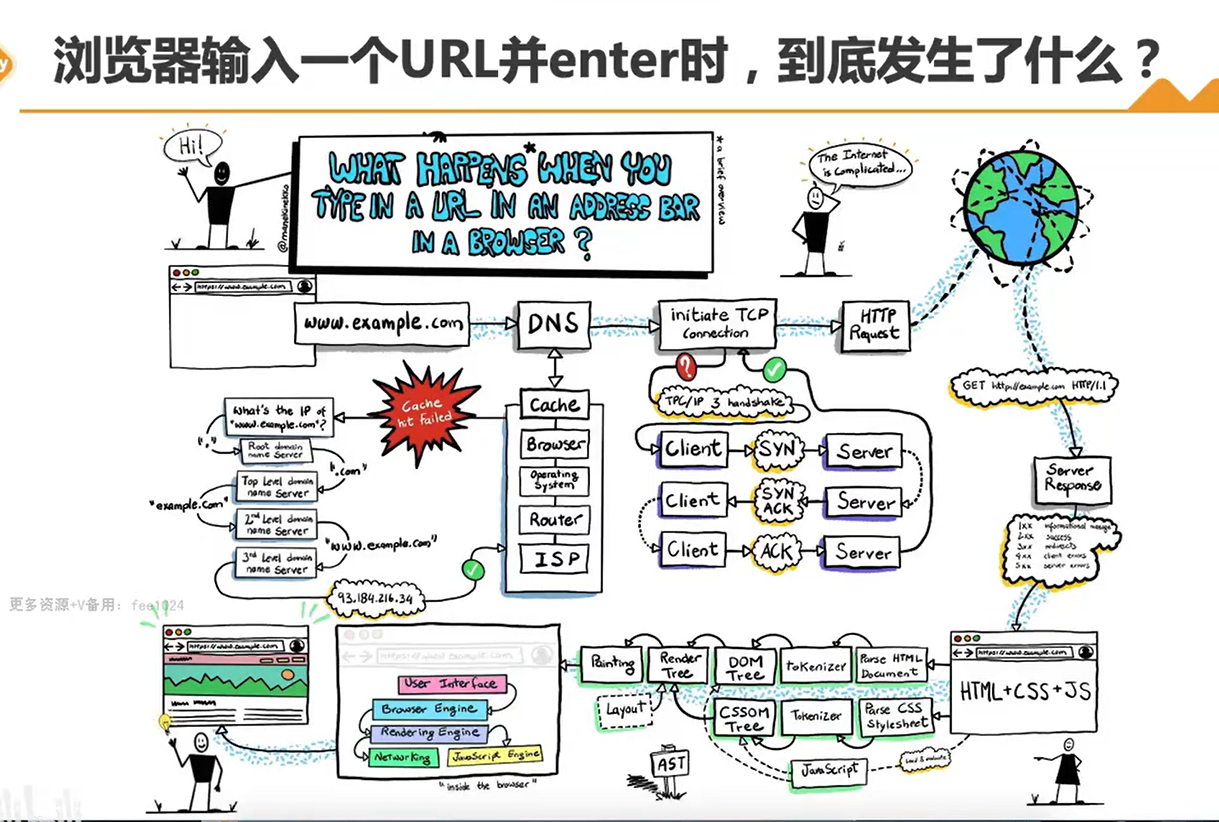 浏览器输入一个URL并enter时，到底发生了什么？
y
Hi!
WHAT HAPPENS* WHEN YOU
TYPE IN A URL IN AN ADDRESS BAR
IN A BROWSER?
* a brief overview
@manekinekko
The Internet
is complicated...
https://www.example.com
www.example.com
DNS
initiate TCP
Connection
HTTP
Request
GET http://example.com HTTP/1.1
Cache
hit Failed
What's the IP of
"www.example.com"?
"."
Root domain
name Server
".com"
Top Level domain
name Server
"example.com"
2nd Level domain
name Server
"www.example.com"
3rd Level domain
name Server
93.184.216.34
Cache
Browser
Operating
System
Router
ISP
?
TPC/IP 3 handshake
Client
SYN
Server
Client
SYN
ACK
Server
Client
ACK
Server
Server
Response
1xx informational message
2xx success
3xx redirects
4xx client errors
5xx server errors
更多资源+V备用：fee1024
https://www.example.com
https://www.example.com
User Interface
Browser Engine
Rendering Engine
Networking
JavaScript Engine
"inside the browser"
Painting
Render
Tree
DOM
Tree
tokenizer
Parse HTML
Document
Layout
CSSOM
Tree
Tokenizer
Parse CSS
Stylesheet
AST
JavaScript
load & evaluate
https://www.example.com
HTML+CSS+JS